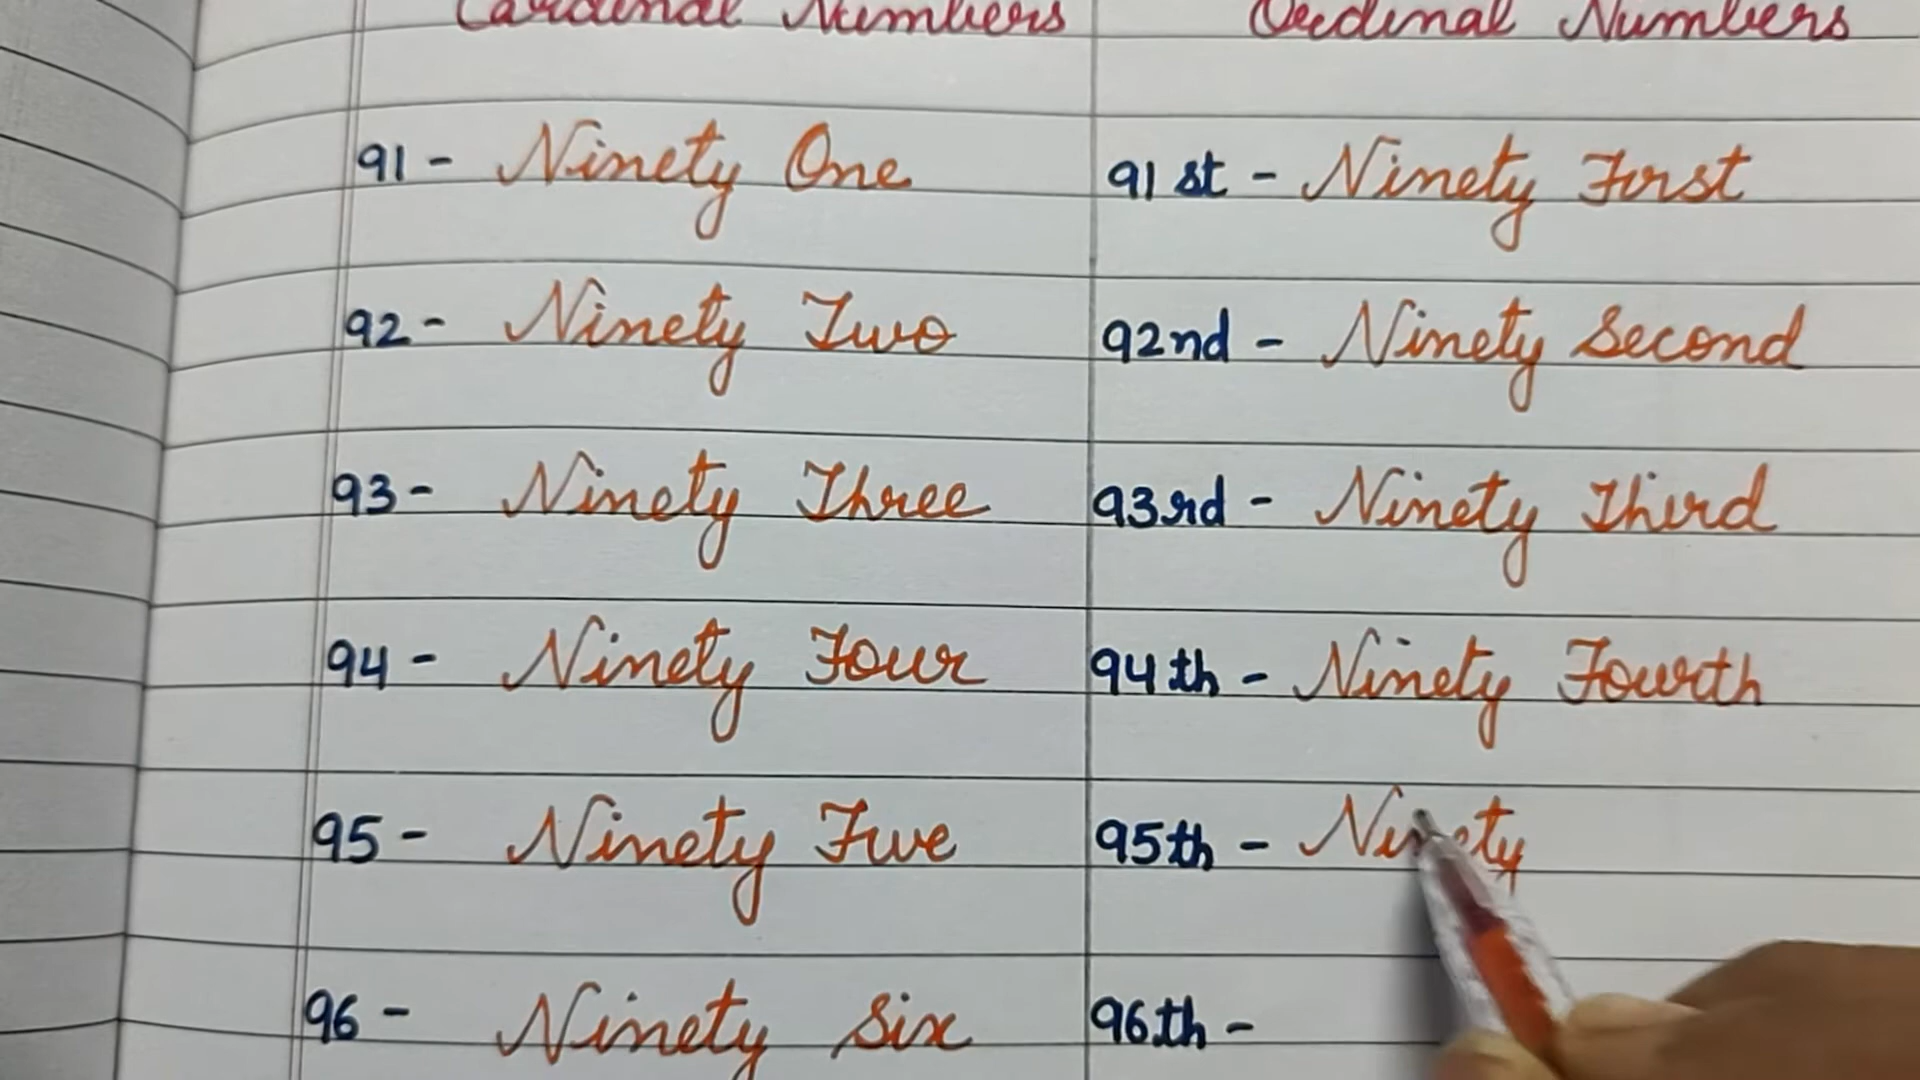 Cardinal Numbers Ordinal Numbers
91 - Ninety One 91st - Ninety First
92 - Ninety Two 92nd - Ninety Second
93 - Ninety Three 93rd - Ninety Third
94 - Ninety Four 94th - Ninety Fourth
95 - Ninety Five 95th - Ninety
96 - Ninety Six 96th -